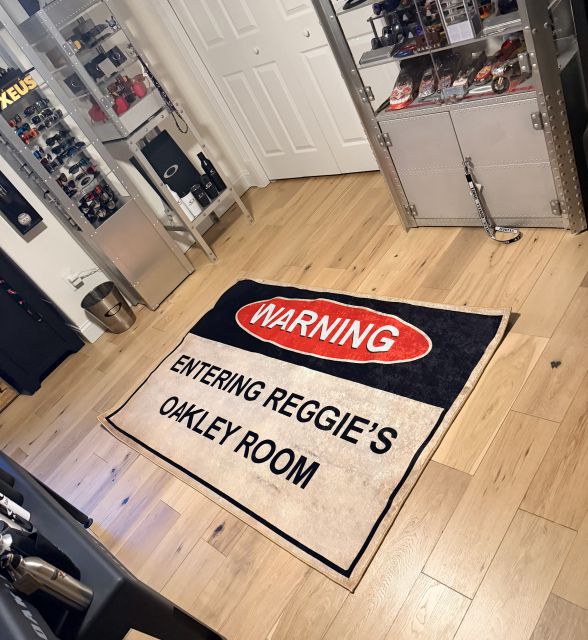 XEUS
WARNING
ENTERING REGGIE'S
OAKLEY ROOM